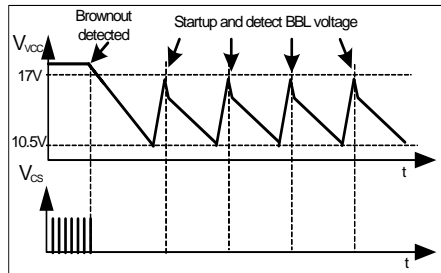 Brownout
detected
Startup and detect BBL voltage
VVCC
17V
10.5V
t
VCS
t